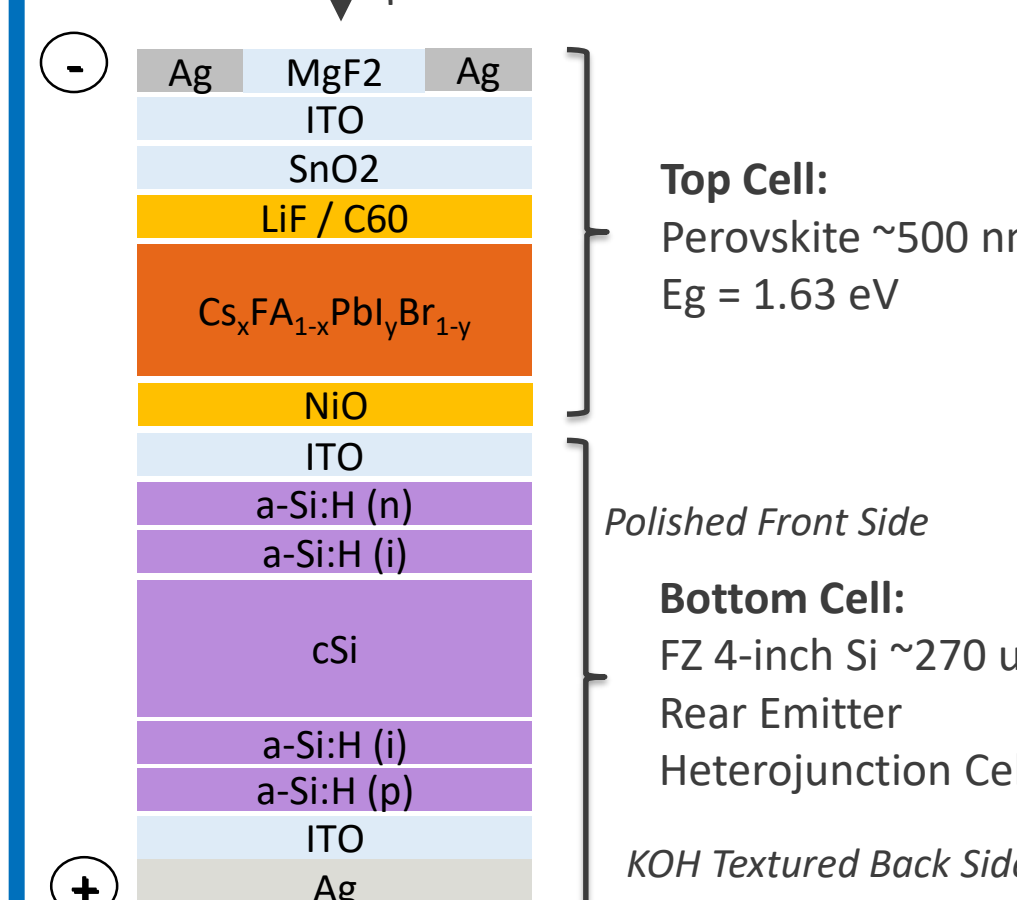 -
Ag MgF2 Ag
ITO
SnO2
LiF / C60
CsₓFA₁₋ₓPbIᵧBr₁₋ᵧ
NiO
ITO
a-Si:H (n)
a-Si:H (i)
cSi
a-Si:H (i)
a-Si:H (p)
ITO
Ag
+
Top Cell:
Perovskite ~500
Eg = 1.63 eV
Polished Front Side
Bottom Cell:
FZ 4-inch Si ~270
Rear Emitter
Heterojunction
KOH Textured Back Side